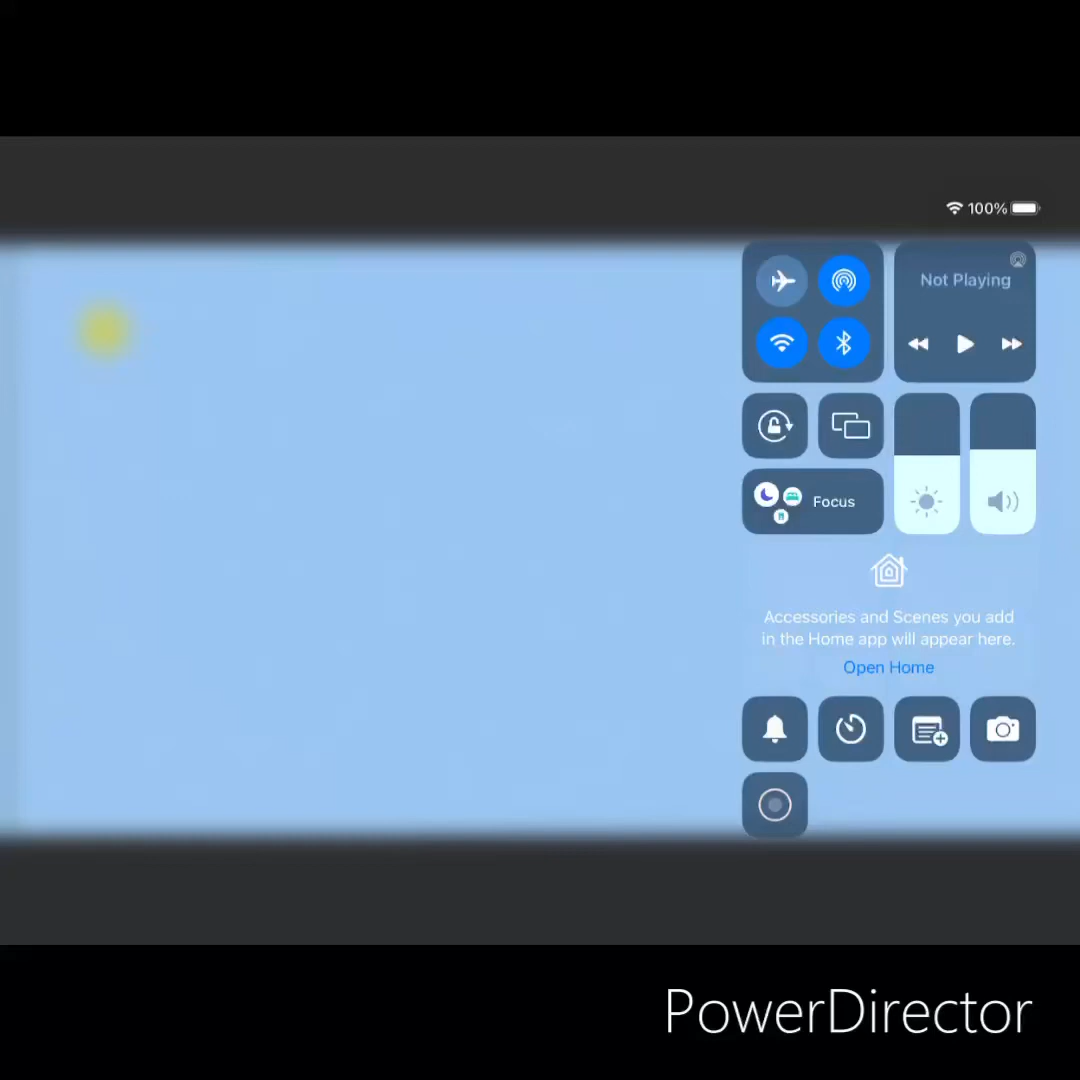 100%
Not Playing
Focus
Accessories and Scenes you add
in the Home app will appear here.
Open Home
PowerDirector